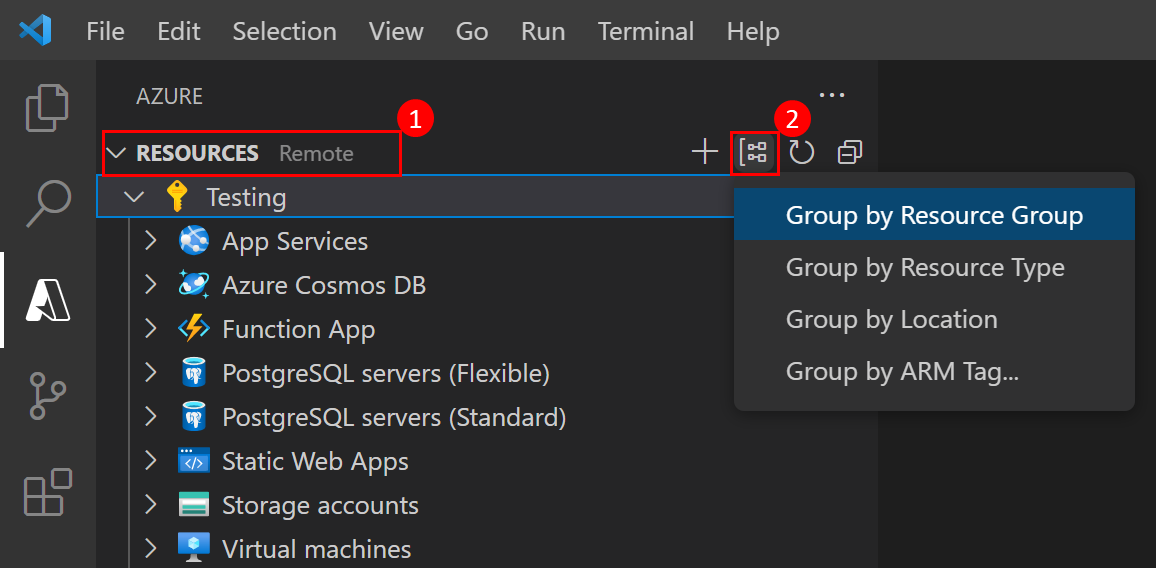 File Edit Selection View Go Run Terminal Help
AZURE
1
2
RESOURCES Remote
Testing
Group by Resource Group
App Services
Group by Resource Type
Azure Cosmos DB
Group by Location
Function App
Group by ARM Tag...
PostgreSQL servers (Flexible)
PostgreSQL servers (Standard)
Static Web Apps
Storage accounts
Virtual machines